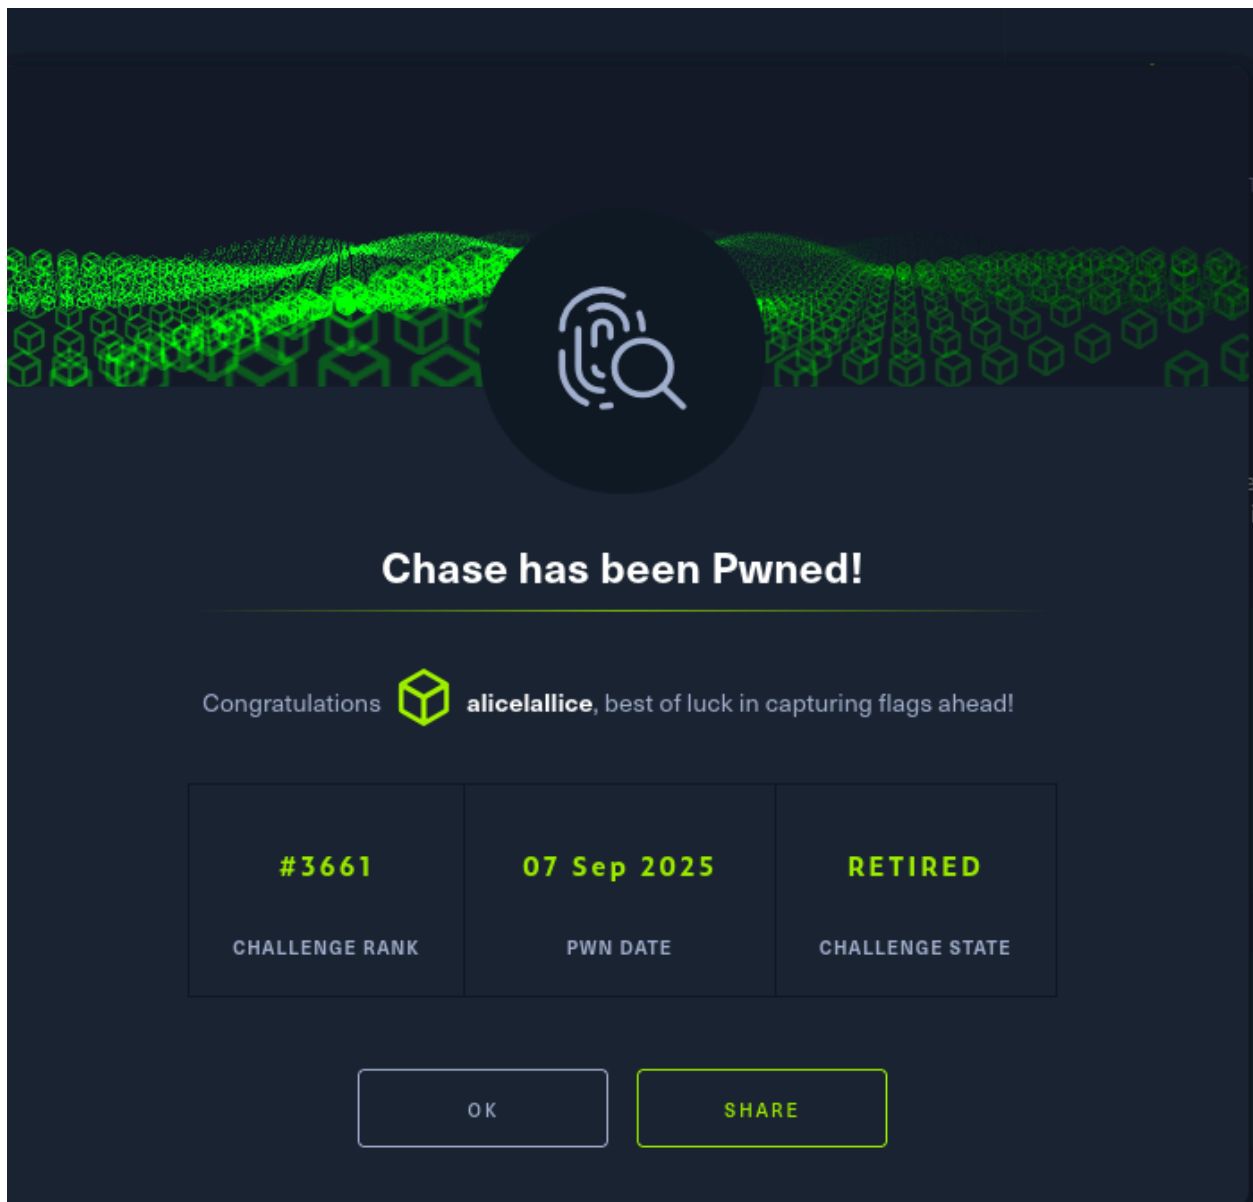 Chase has been Pwned!
Congratulations alicelallice, best of luck in capturing flags ahead!
#3661
07 Sep 2025
RETIRED
CHALLENGE RANK
PWN DATE
CHALLENGE STATE
OK
SHARE